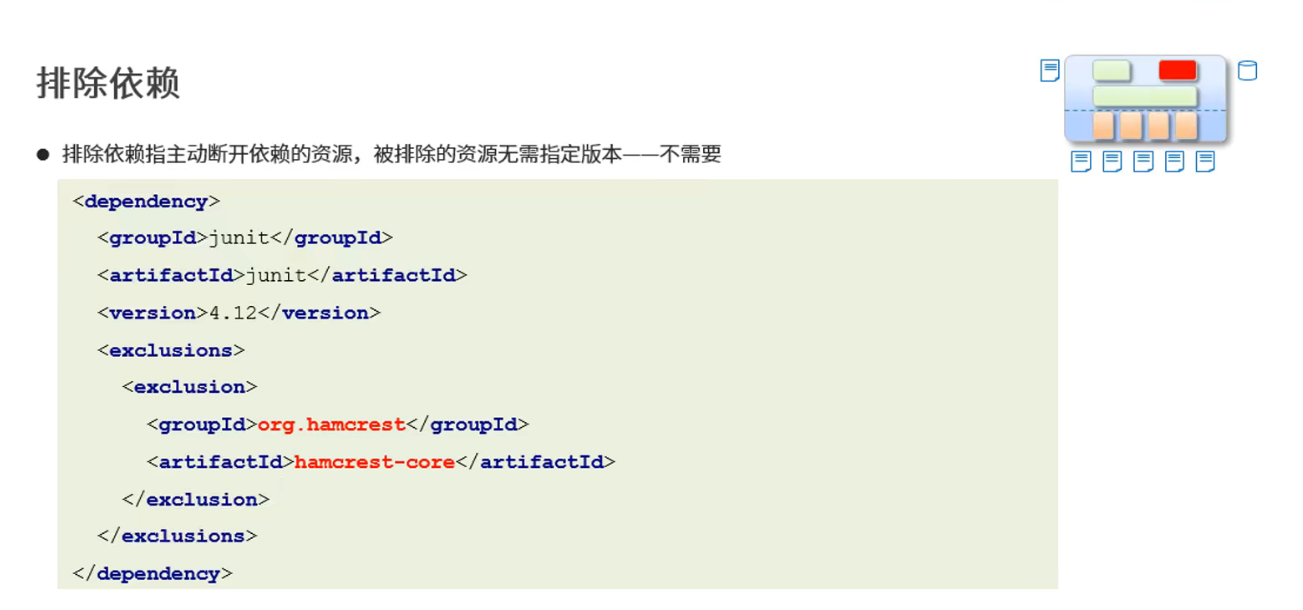 排除依赖
● 排除依赖指主动断开依赖的资源，被排除的资源无需指定版本——不需要
<dependency>
<groupId>junit</groupId>
<artifactId>junit</artifactId>
<version>4.12</version>
<exclusions>
<exclusion>
<groupId>org.hamcrest</groupId>
<artifactId>hamcrest-core</artifactId>
</exclusion>
</exclusions>
</dependency>